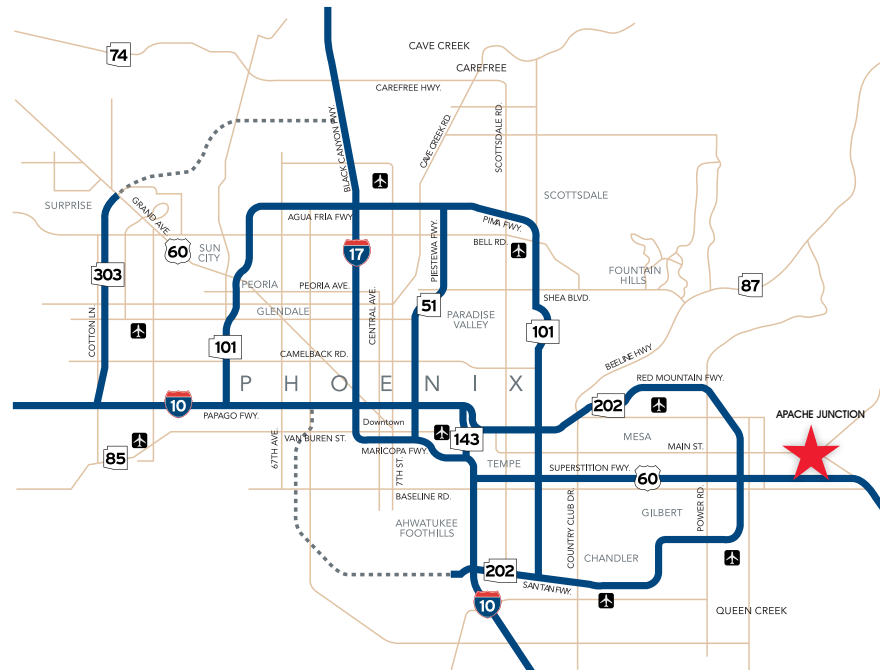 CAVE CREEK
74
CAREFREE
CAREFREE HWY.
BLACK CANYON FWY.
CAVE CREEK RD.
SCOTTSDALE RD.
SCOTTSDALE
SURPRISE
GRAND AVE.
60
SUN
CITY
AGUA FRIA FWY.
17
PIESTEWA FWY.
PIMA FWY.
BELL RD.
303
PEORIA
PEORIA AVE.
FOUNTAIN
HILLS
87
GLENDALE
CENTRAL AVE.
51
PARADISE
VALLEY
SHEA BLVD.
COTTON LN.
101
CAMELBACK RD.
101
BEELINE HWY
PHOENIX
RED MOUNTAIN FWY.
10
PAPAGO FWY.
202
APACHE JUNCTION
Downtown
67TH AVE.
VAN BUREN ST.
MARICOPA FWY.
143
MESA
MAIN ST.
85
7TH ST.
TEMPE
SUPERSTITION FWY.
60
BASELINE RD.
COUNTRY CLUB DR.
POWER RD.
GILBERT
AHWATUKEE
FOOTHILLS
CHANDLER
202
SAN TAN FWY.
10
QUEEN CREEK